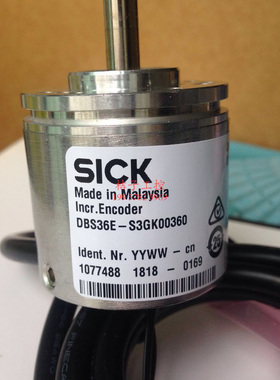 SICK
Made in Malaysia
Incr.Encoder
DBS36E-S3GK00360
Ident. Nr. YYWW - cn
1077488 1818 - 0169